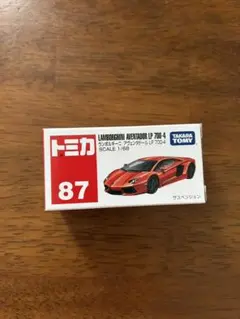 トミカ
87
LAMBORGHINI AVENTADOR LP 700-4
ランボルギーニ アヴェンタドール LP 700-4
SCALE 1/68
TAKARA
TOMY
サスペンション